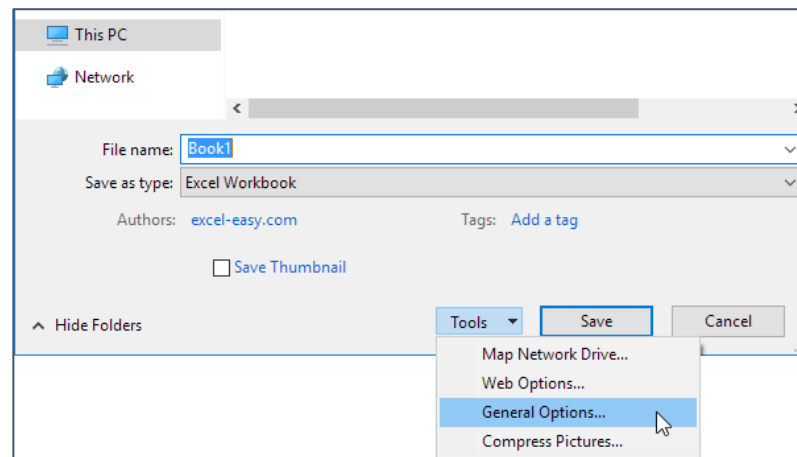 This PC
Network
File name: Book1
Save as type: Excel Workbook
Authors: excel-easy.com Tags: Add a tag
Save Thumbnail
Hide Folders Tools Save Cancel
Map Network Drive...
Web Options...
General Options...
Compress Pictures...